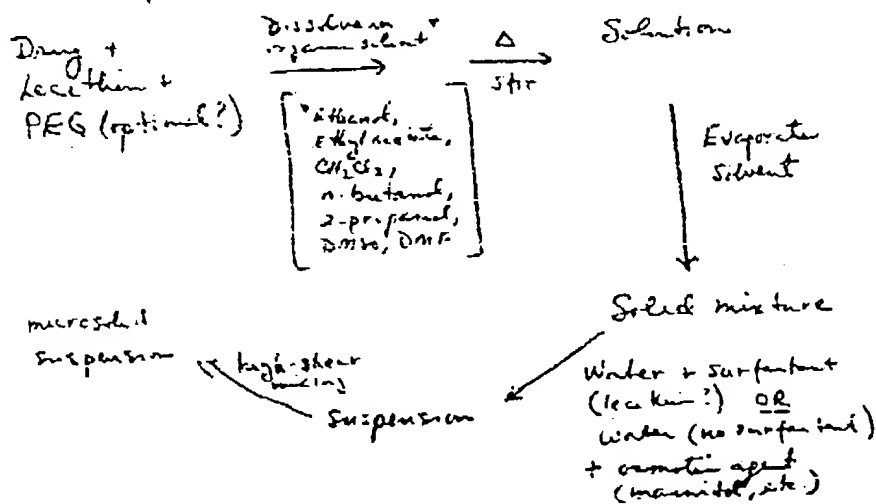 Drug +
Lecithin +
PEG (optional?)
Dissolve in
organic solvent*
[*Ethanol,
Ethyl acetate,
CH2Cl2,
n-butanol,
2-propanol,
DMSO, DMF]
Δ
stir
Solution
Evaporate
Solvent
Solid mixture
Water + surfactant
(lecithin?) OR
water (no surfactant)
+ osmotic agent
(mannitol, etc.)
suspension
high-shear
mixing
suspension